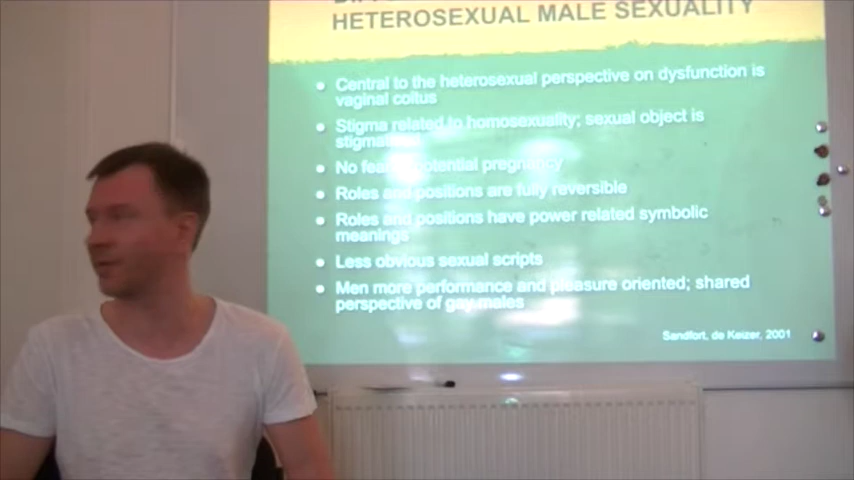 HETEROSEXUAL MALE SEXUALITY
• Central to the heterosexual perspective on dysfunction is
vaginal coitus
• Stigma related to homosexuality; sexual object is
• No potential pregnancy
• Roles and positions are fully reversible
• Roles and positions have power related symbolic
meanings
• Less obvious sexual scripts
• Men more performance and pleasure oriented; shared
perspective of gay males
Sandfort, de Keizer, 2001